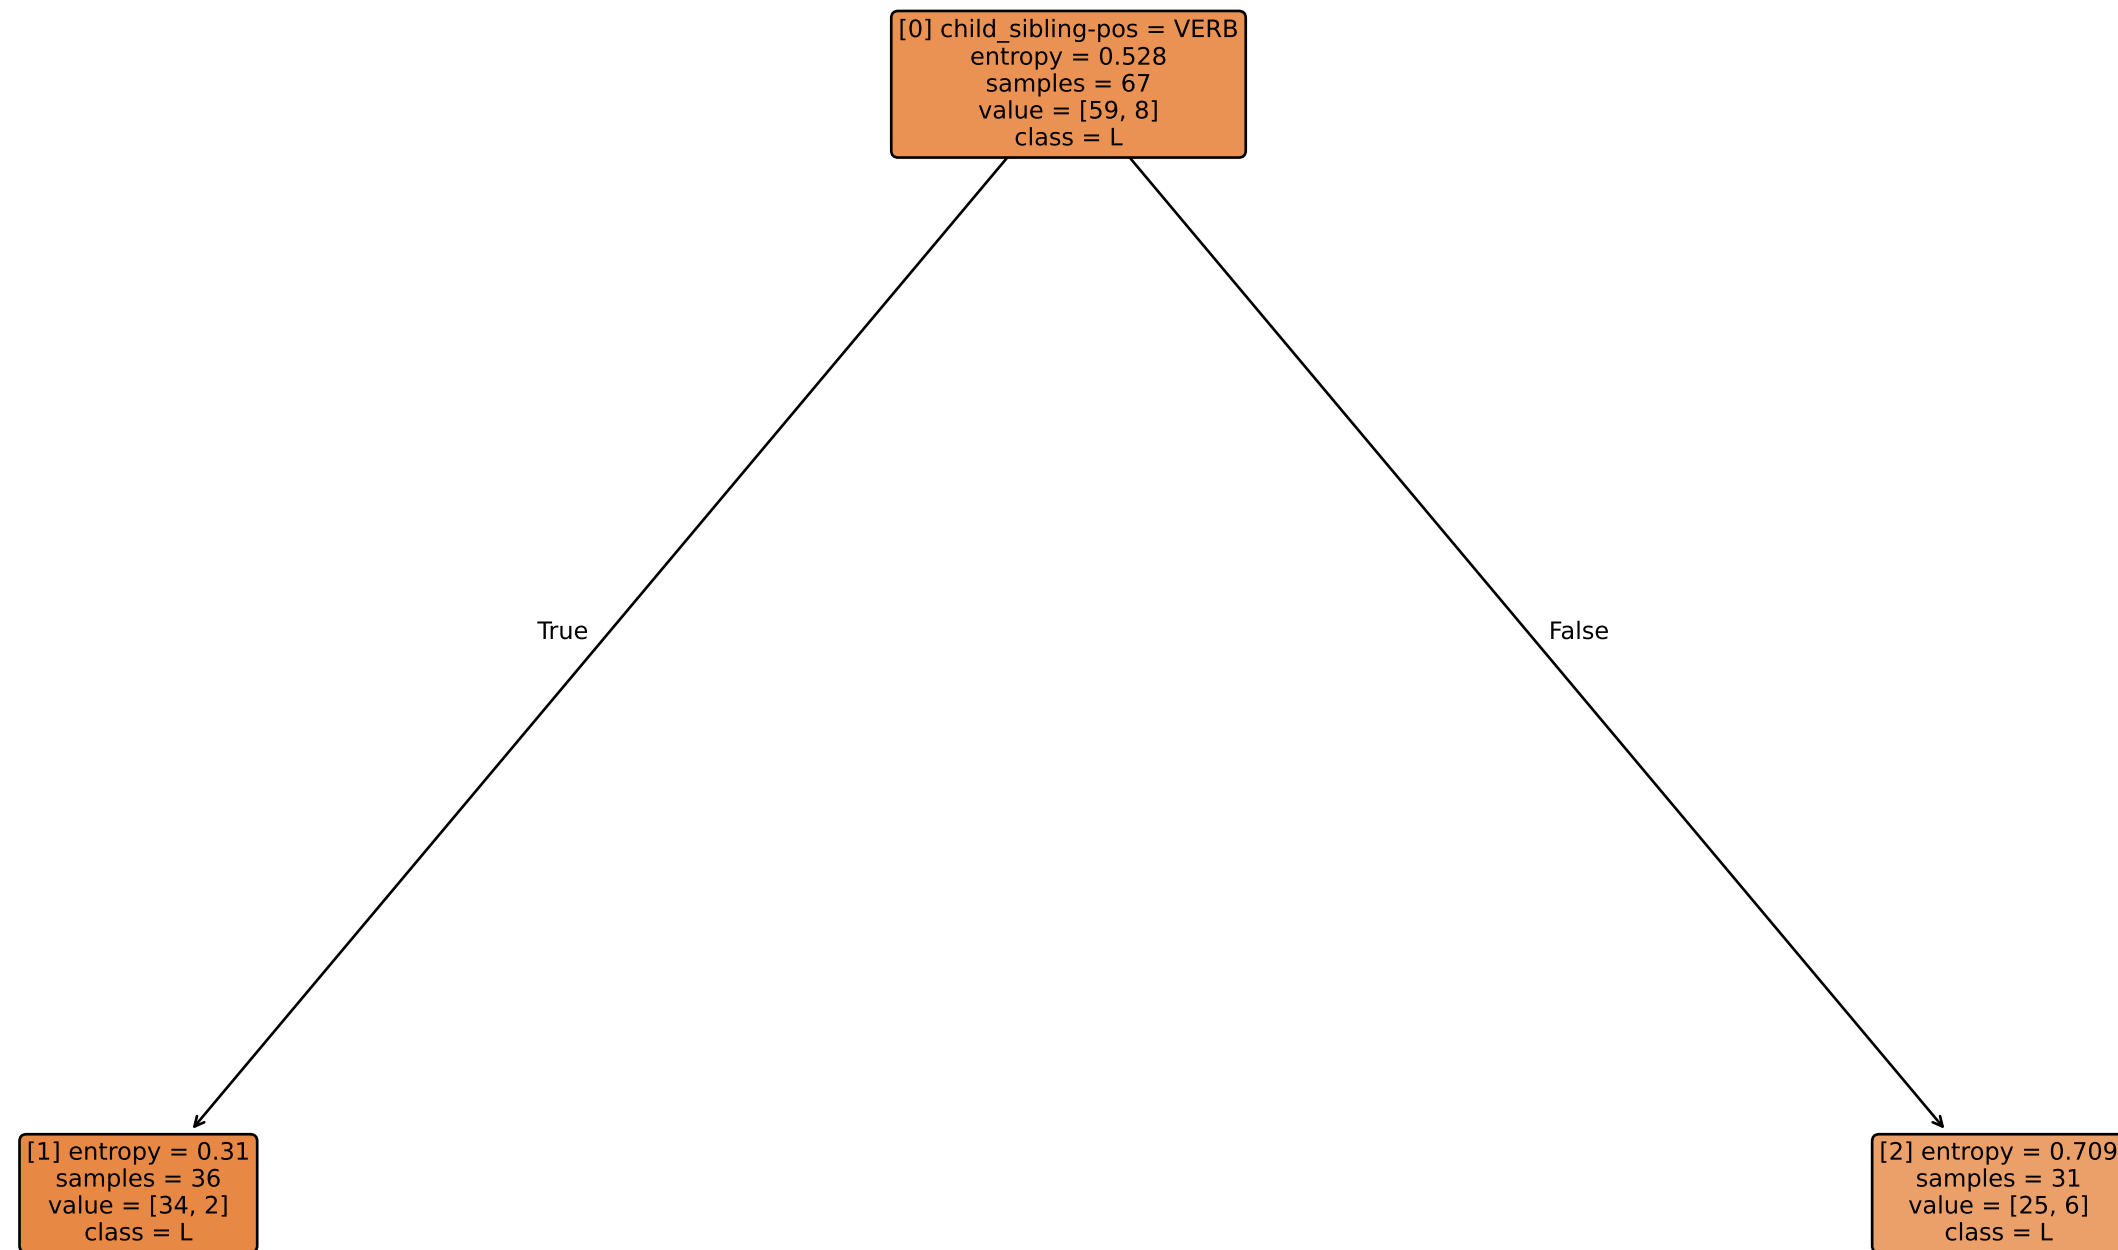 [0] child_sibling-pos = VERB
entropy = 0.528
samples = 67
value = [59, 8]
class = L
True
False
[1] entropy = 0.31
samples = 36
value = [34, 2]
class = L
[2] entropy = 0.709
samples = 31
value = [25, 6]
class = L